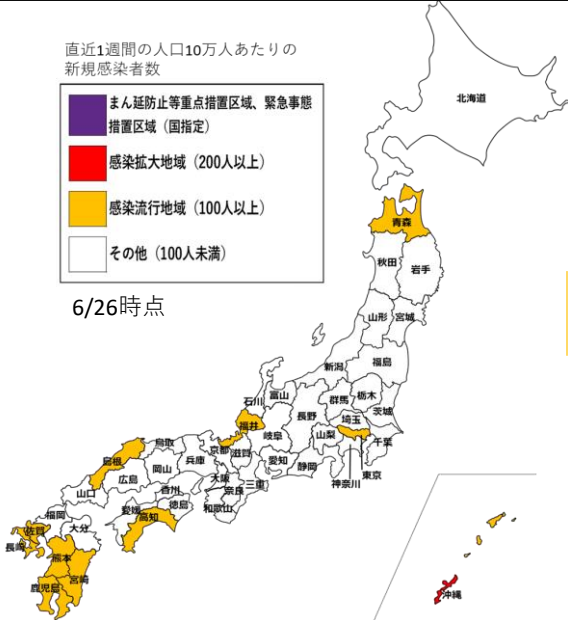 直近1週間の人口10万人あたりの
新規感染者数
まん延防止等重点措置区域、緊急事態
措置区域（国指定）
感染拡大地域（200人以上）
感染流行地域（100人以上）
その他（100人未満）
6/26時点
北海道
青森
秋田
岩手
山形
宮城
福島
新潟
富山
石川
福井
群馬
栃木
茨城
長野
埼玉
岐阜
山梨
千葉
東京
神奈川
静岡
愛知
滋賀
京都
三重
奈良
大阪
和歌山
兵庫
鳥取
岡山
島根
広島
山口
香川
徳島
愛媛
高知
福岡
大分
佐賀
長崎
熊本
宮崎
鹿児島
沖縄